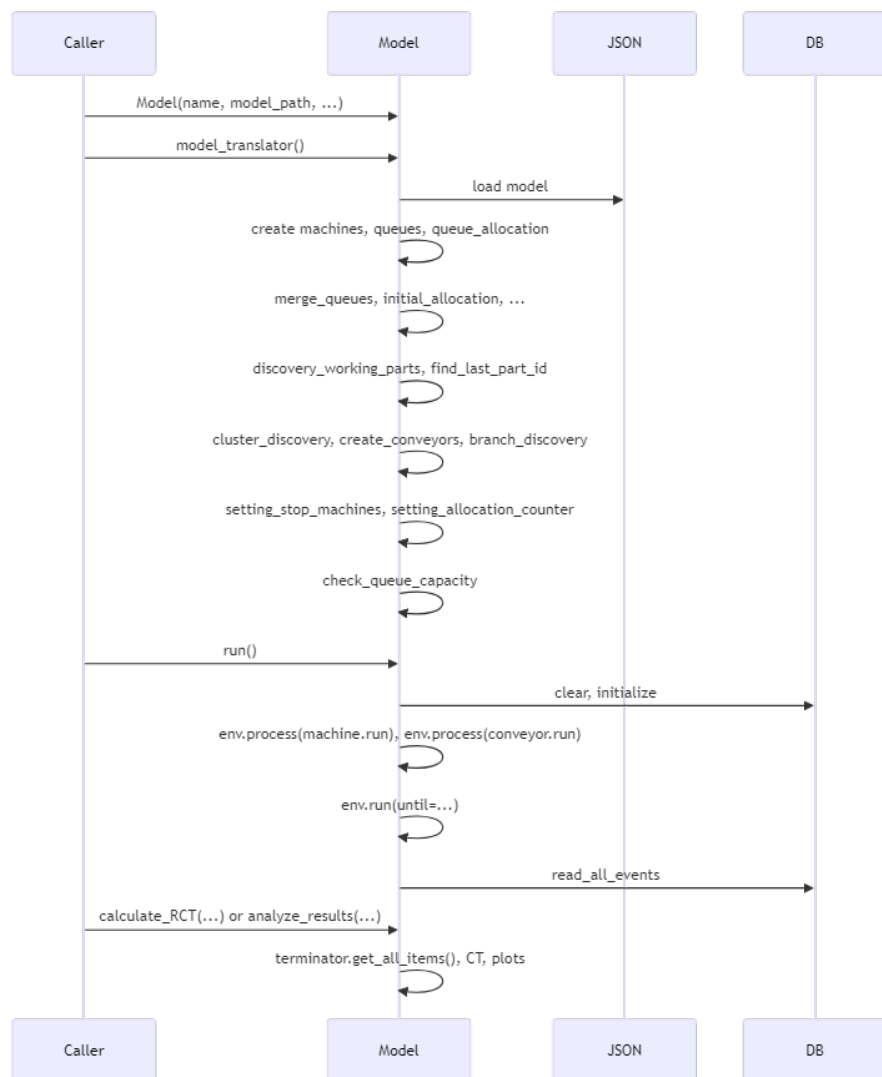 Caller
Model
JSON
DB
Model(name, model_path, ...)
model_translator()
load model
create machines, queues, queue_allocation
merge_queues, initial_allocation, ...
discovery_working_parts, find_last_part_id
cluster_discovery, create_conveyors, branch_discovery
setting_stop_machines, setting_allocation_counter
check_queue_capacity
run()
clear, initialize
env.process(machine.run), env.process(conveyor.run)
env.run(until=...)
read_all_events
calculate_RCT(...) or analyze_results(...)
terminator.get_all_items(), CT, plots
Caller
Model
JSON
DB